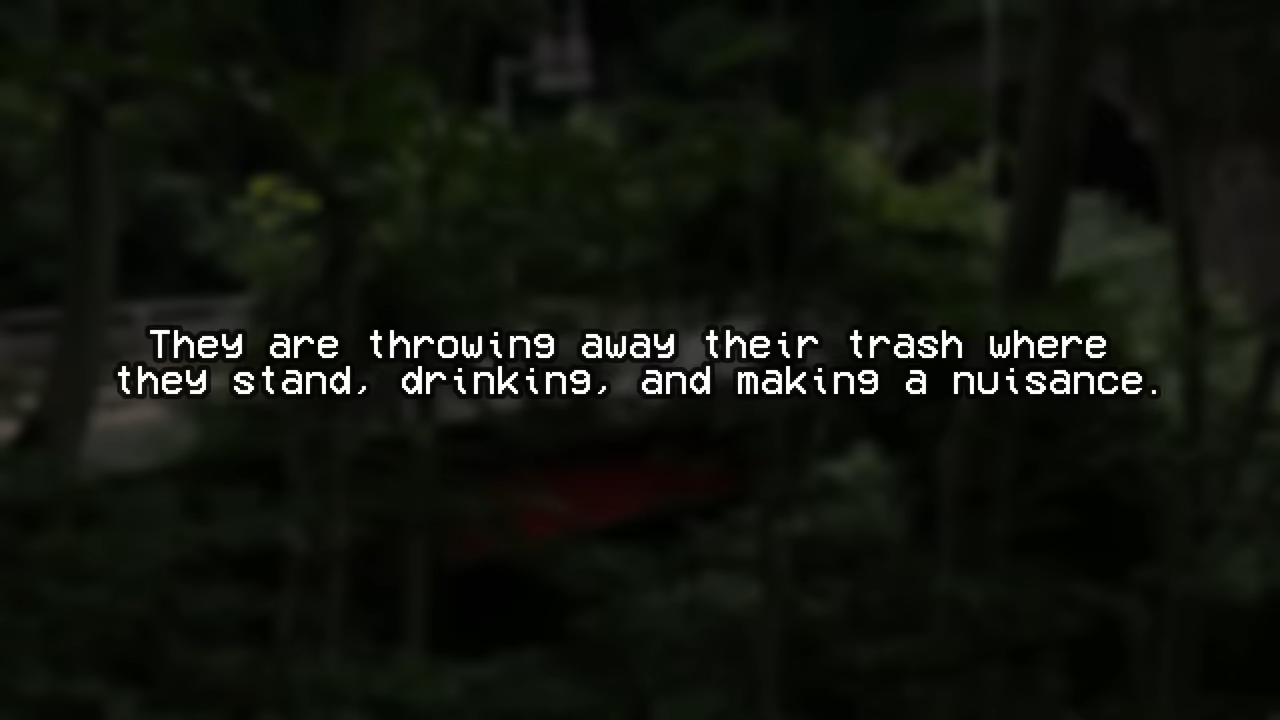 They are throwing away their trash where
they stand, drinking, and making a nuisance.